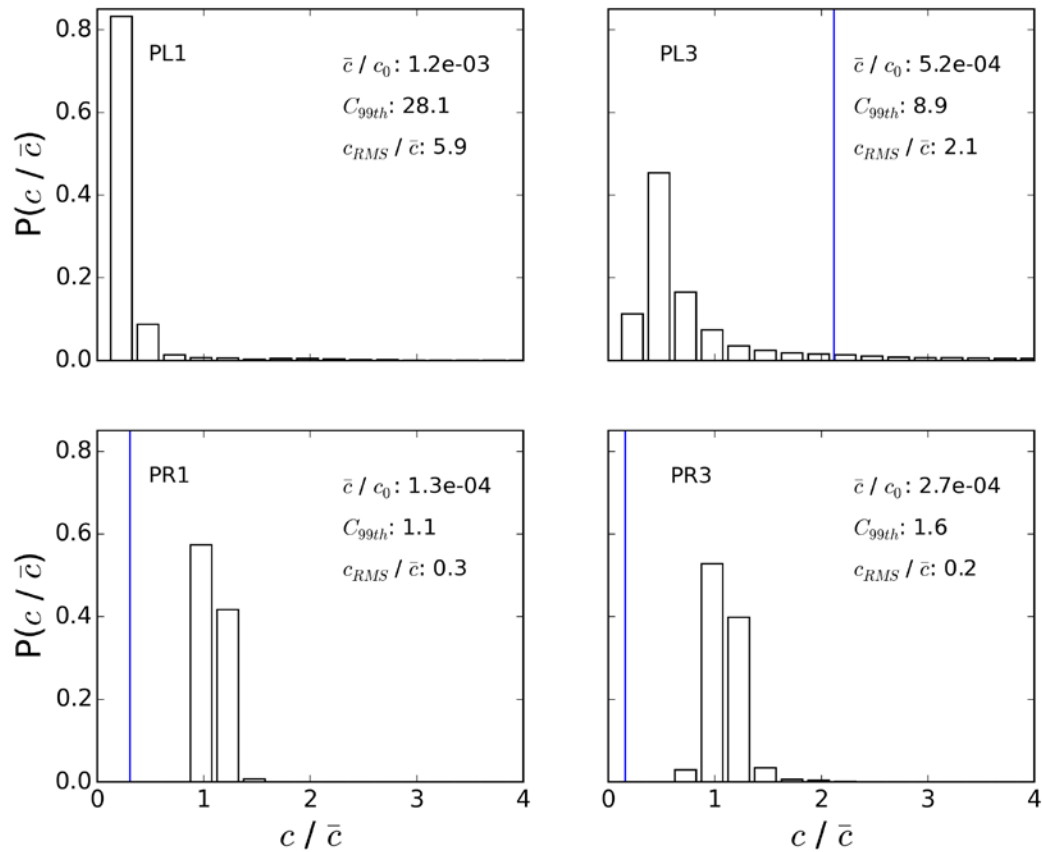 0.8
0.6
0.4
0.2
0.0
P(c / c̄)
PL1
c̄ / c₀: 1.2e-03
C₉₉ₜₕ: 28.1
c_RMS / c̄: 5.9
PL3
c̄ / c₀: 5.2e-04
C₉₉ₜₕ: 8.9
c_RMS / c̄: 2.1
0.8
0.6
0.4
0.2
0.0
P(c / c̄)
PR1
c̄ / c₀: 1.3e-04
C₉₉ₜₕ: 1.1
c_RMS / c̄: 0.3
0 1 2 3 4
c / c̄
PR3
c̄ / c₀: 2.7e-04
C₉₉ₜₕ: 1.6
c_RMS / c̄: 0.2
0 1 2 3 4
c / c̄